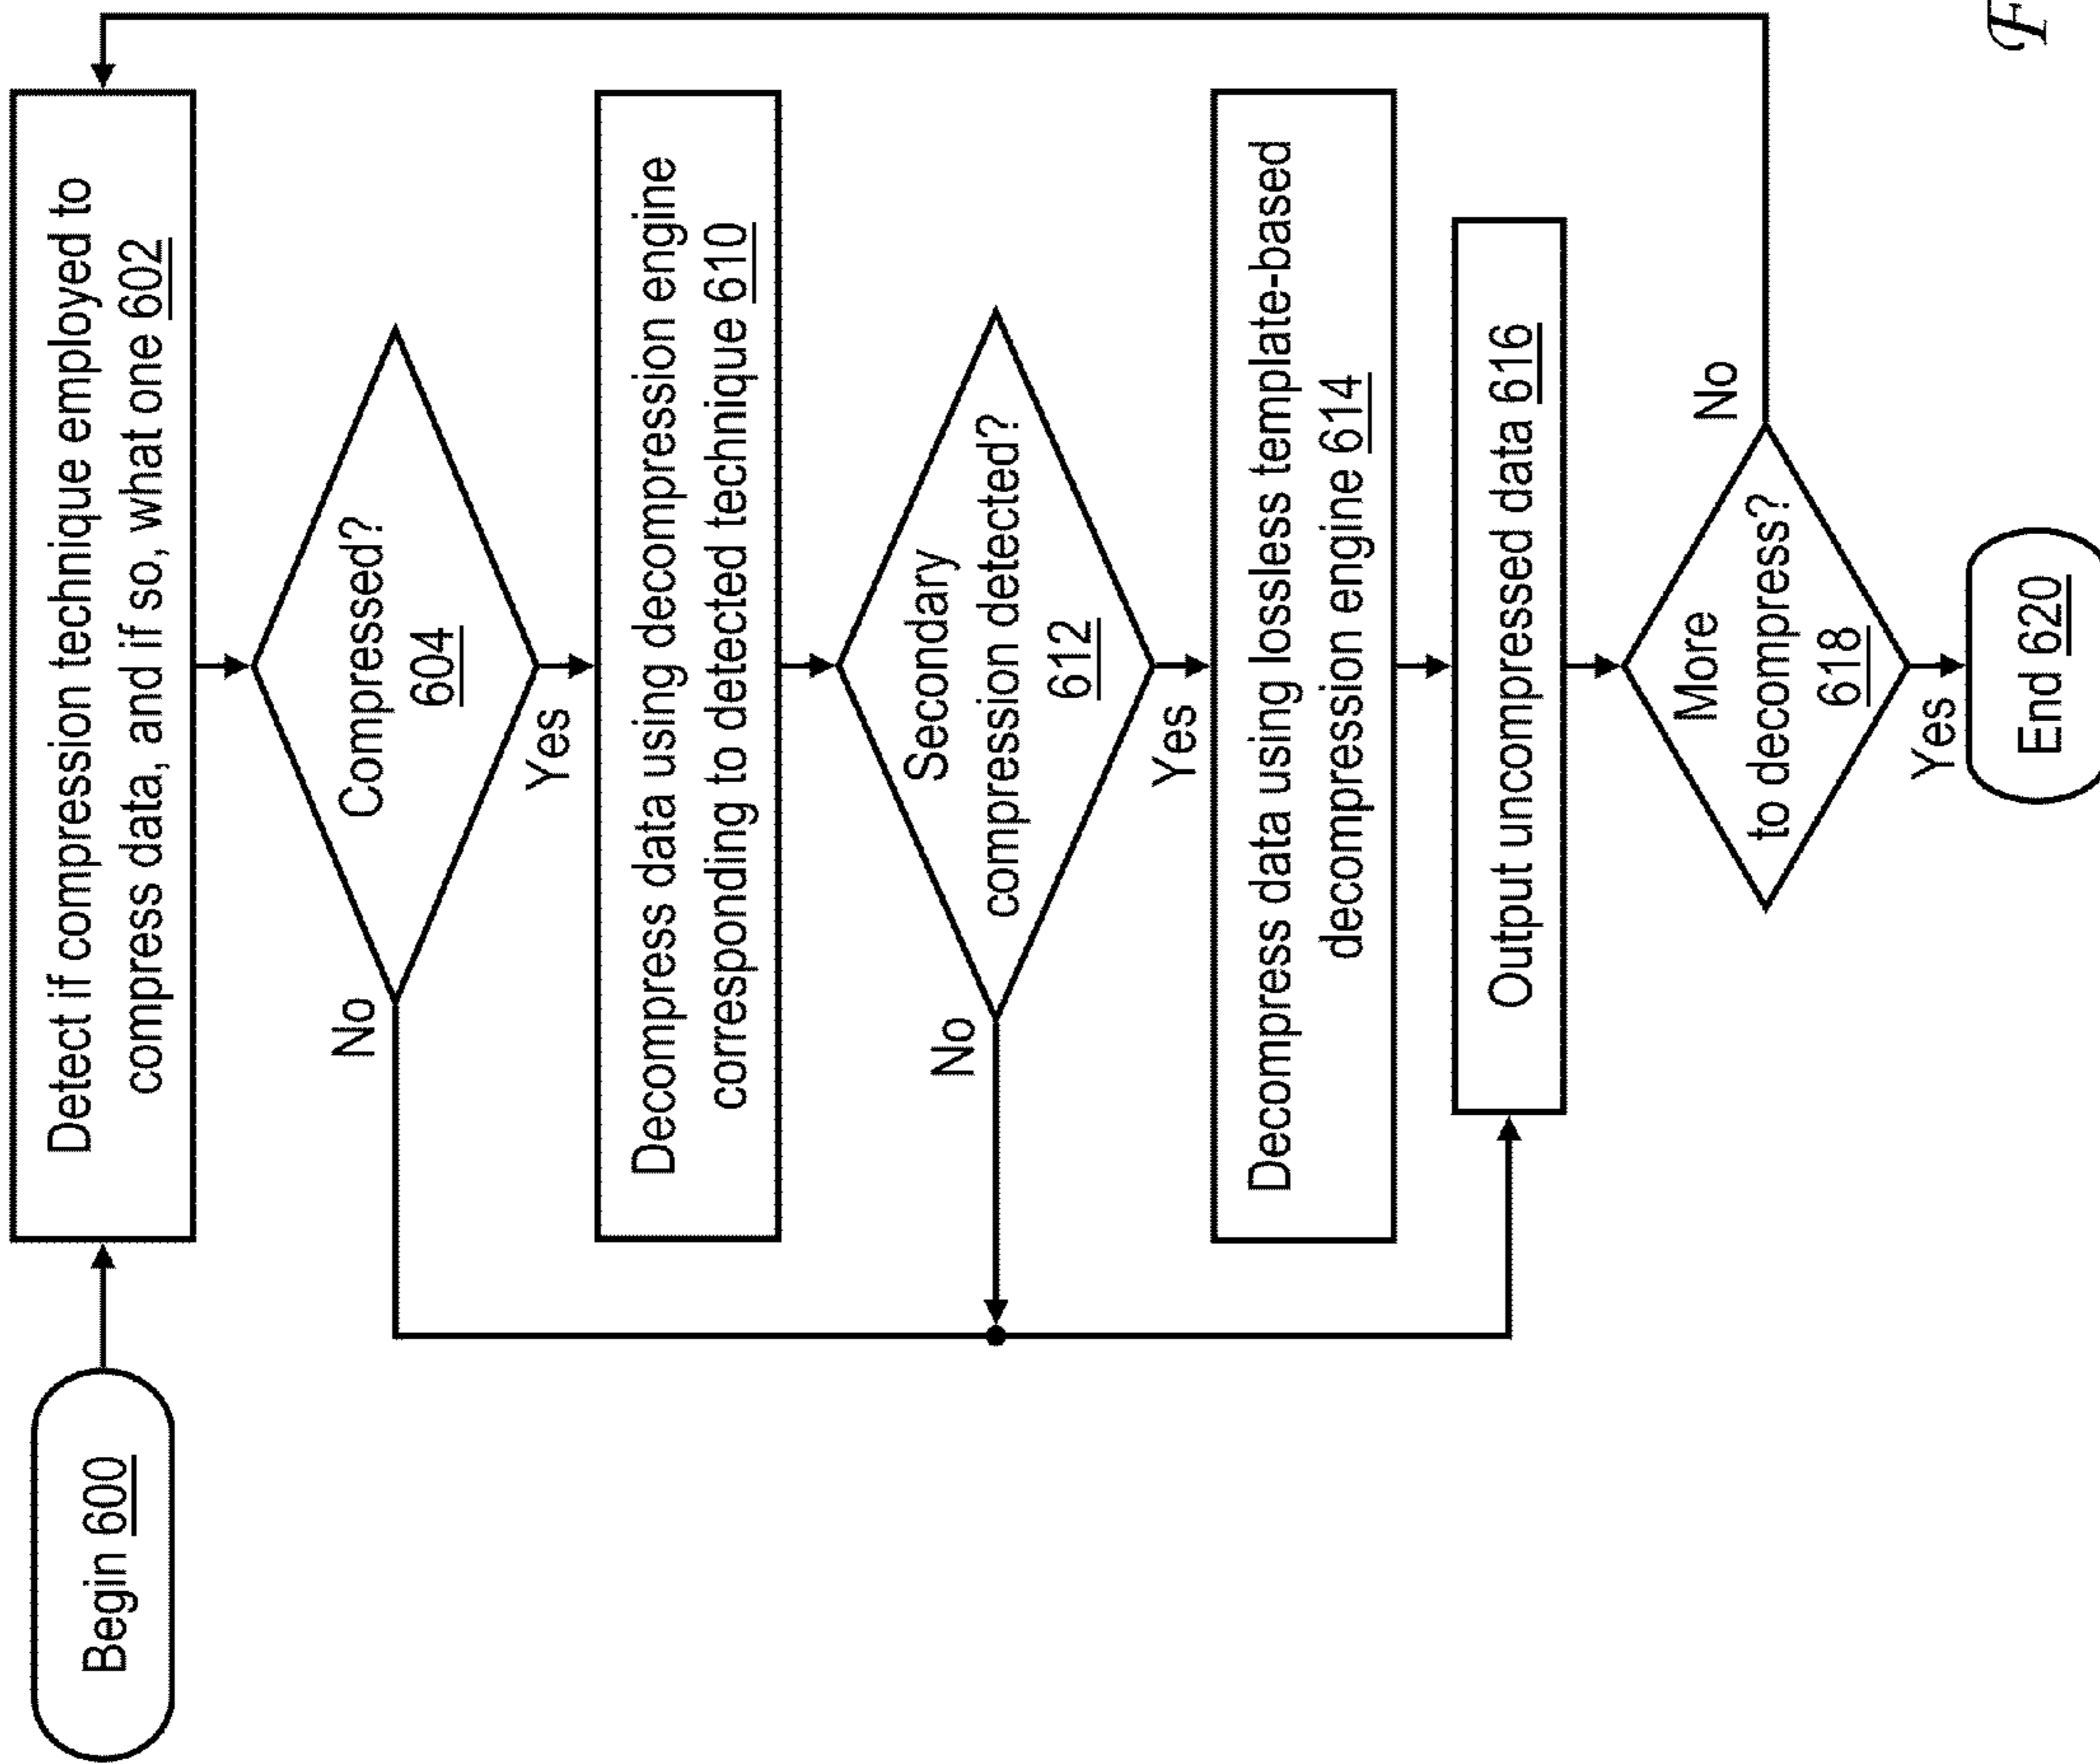 Begin 600
Detect if compression technique employed to
compress data, and if so, what one 602
Compressed?
604
No
Yes
Decompress data using decompression engine
corresponding to detected technique 610
Secondary
compression detected?
612
No
Yes
Decompress data using lossless template-based
decompression engine 614
Output uncompressed data 616
More
to decompress?
618
No
Yes
End 620